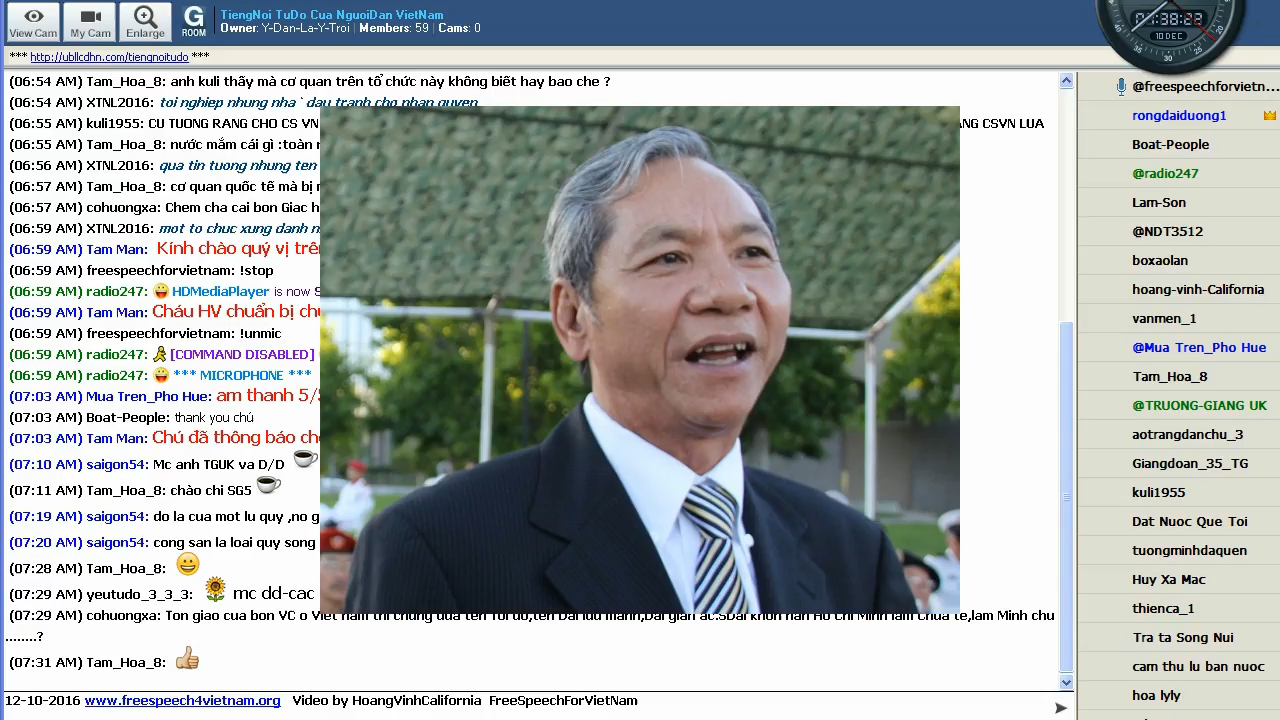 View Cam
My Cam
Enlarge
G
ROOM
TiengNoi TuDo Cua NguoiDan VietNam
Owner: Y-Dan-La-Y-Troi | Members: 59 | Cams: 0
*** http://ubllcdhn.com/tiengnoitudo ***
(06:54 AM) Tam_Hoa_8: anh kuli thấy mà cơ quan trên tổ chức này không biết hay bao che ?
(06:54 AM) XTNL2016: toi nghiep nhung nha ` dau tranh cho nhan quyen
(06:55 AM) kuli1955: CU TUONG RANG CHO CS VN
NG CSVN LUA
(06:55 AM) Tam_Hoa_8: nước mắm cái gì :toàn
(06:56 AM) XTNL2016: qua tin tuong nhung ten
(06:57 AM) Tam_Hoa_8: cơ quan quốc tế mà bị
(06:57 AM) cohuongxa: Chem cha cai bon Giac
(06:59 AM) XTNL2016: mot to chuc xung danh
(06:59 AM) Tam Man: Kính chào quý vị
(06:59 AM) freespeechforvietnam: !stop
(06:59 AM) radio247: HDMediaPlayer is now
(06:59 AM) Tam Man: Cháu HV chuẩn bị
(06:59 AM) freespeechforvietnam: !unmic
(06:59 AM) radio247: [COMMAND DISABLED]
(06:59 AM) radio247: *** MICROPHONE ***
(07:03 AM) Mua Tren_Pho Hue: am thanh 5/5
(07:03 AM) Boat-People: thank you chú
(07:03 AM) Tam Man: Chú đã thông báo
(07:10 AM) saigon54: Mc anh TGUK va D/D
(07:11 AM) Tam_Hoa_8: chào chi SG5
(07:19 AM) saigon54: do la cua mot lu quy ,no
(07:20 AM) saigon54: cong san la loai quy song
(07:28 AM) Tam_Hoa_8:
(07:29 AM) yeutudo_3_3_3: mc dd-cac
(07:29 AM) cohuongxa: Ton giao cua bon VC o Viet nam thi chung dua ten Toi do,ten Dai luu manh,Dai gian ac.SDai khon nan Ho Chi Minh lam Chua te,lam Minh chu
........?
(07:31 AM) Tam_Hoa_8:
12-10-2016 www.freespeech4vietnam.org Video by HoangVinhCalifornia FreeSpeechForVietNam
10 DEC
@freespeechforvietn...
rongdaiduong1
Boat-People
@radio247
Lam-Son
@NDT3512
boxaolan
hoang-vinh-California
vanmen_1
@Mua Tren_Pho Hue
Tam_Hoa_8
@TRUONG-GIANG UK
aotrangdanchu_3
Giangdoan_35_TG
kuli1955
Dat Nuoc Que Toi
tuongminhdaquen
Huy Xa Mac
thienca_1
Tra ta Song Nui
cam thu lu ban nuoc
hoa lyly